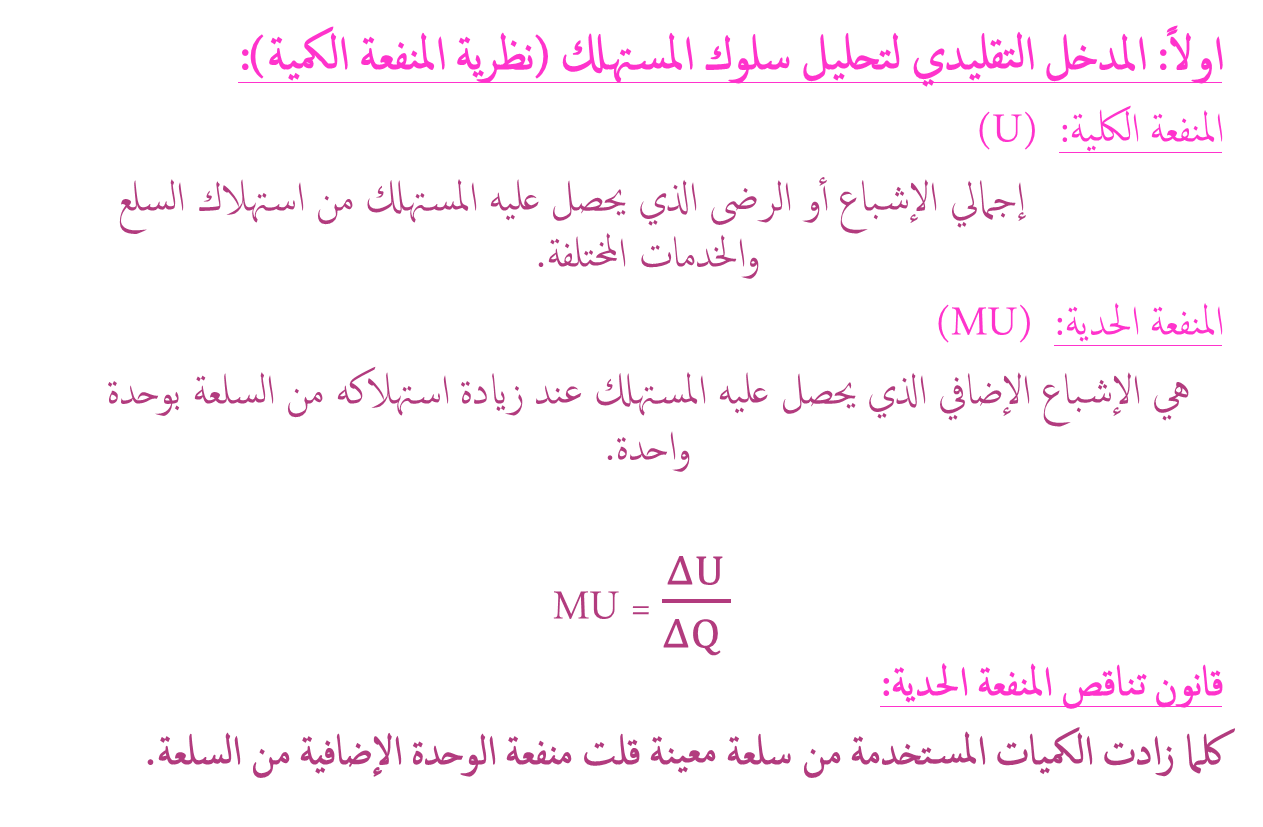 اولاً: المدخل التقليدي لتحليل سلوك المستهلك (نظرية المنفعة الكمية):
المنفعة الكلية: (U)
إجمالي الإشباع أو الرضى الذي يحصل عليه المستهلك من استهلاك السلع
والخدمات المختلفة.
المنفعة الحدية: (MU)
هي الإشباع الإضافي الذي يحصل عليه المستهلك عند زيادة استهلاكه من السلعة بوحدة
واحدة.
MU = ΔU / ΔQ
قانون تناقص المنفعة الحدية:
كلما زادت الكميات المستخدمة من سلعة معينة قلت منفعة الوحدة الإضافية من السلعة.